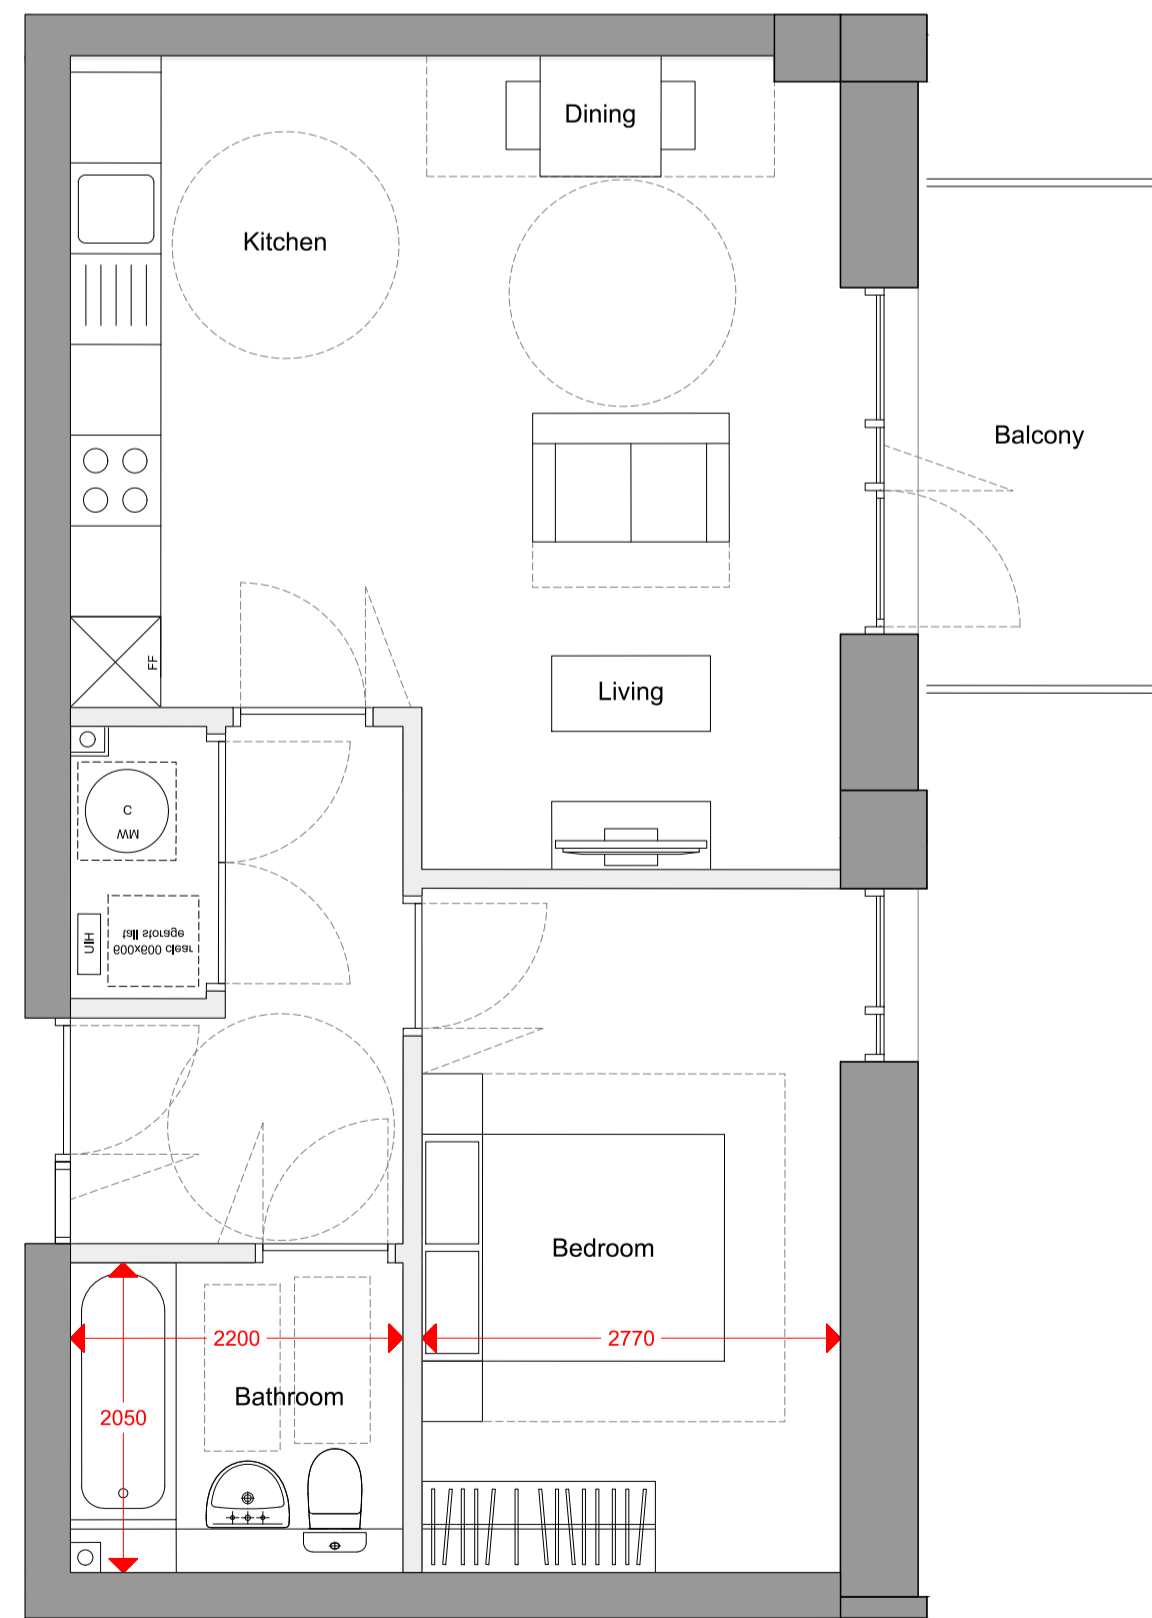 Dining
Kitchen
Balcony
FF
Living
C
WM
UIH
tall storage
600x600 clear
Bedroom
2200
2770
Bathroom
2050